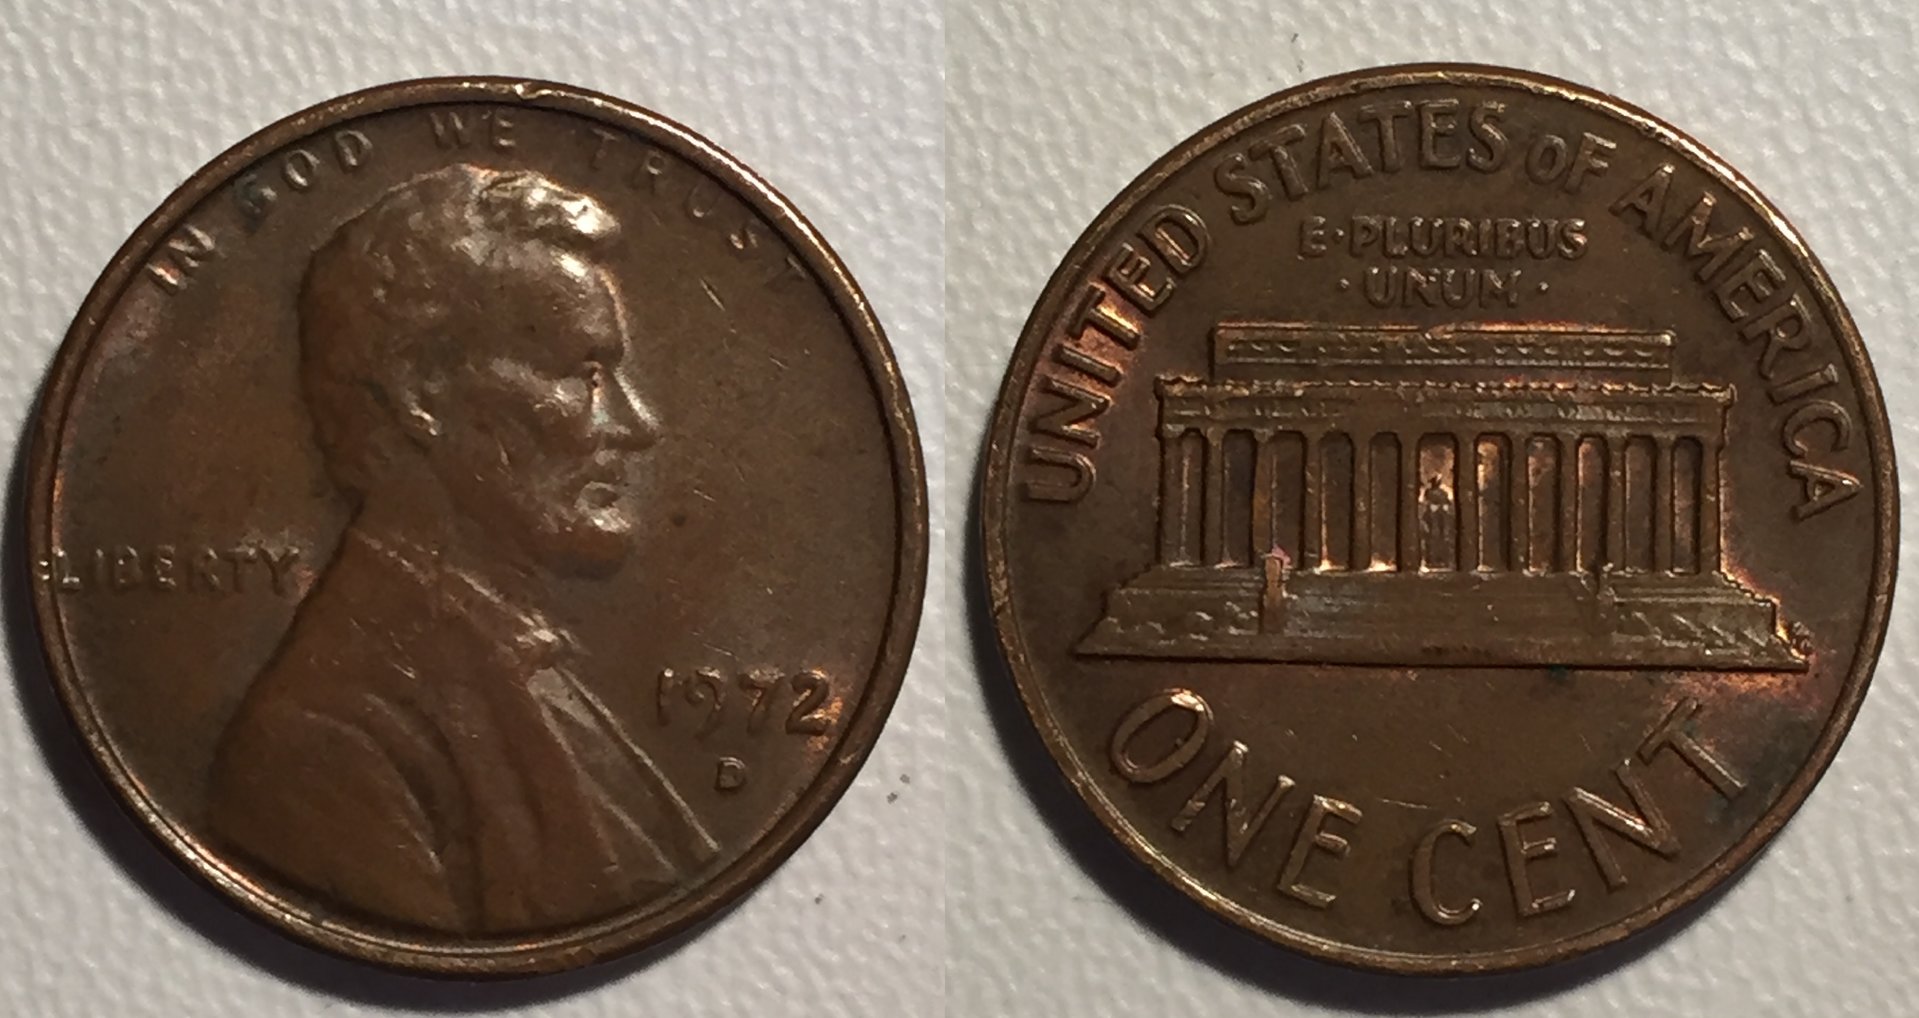 IN GOD WE TRUST
LIBERTY
1972
D
UNITED STATES OF AMERICA
E·PLURIBUS
·UNUM·
ONE CENT